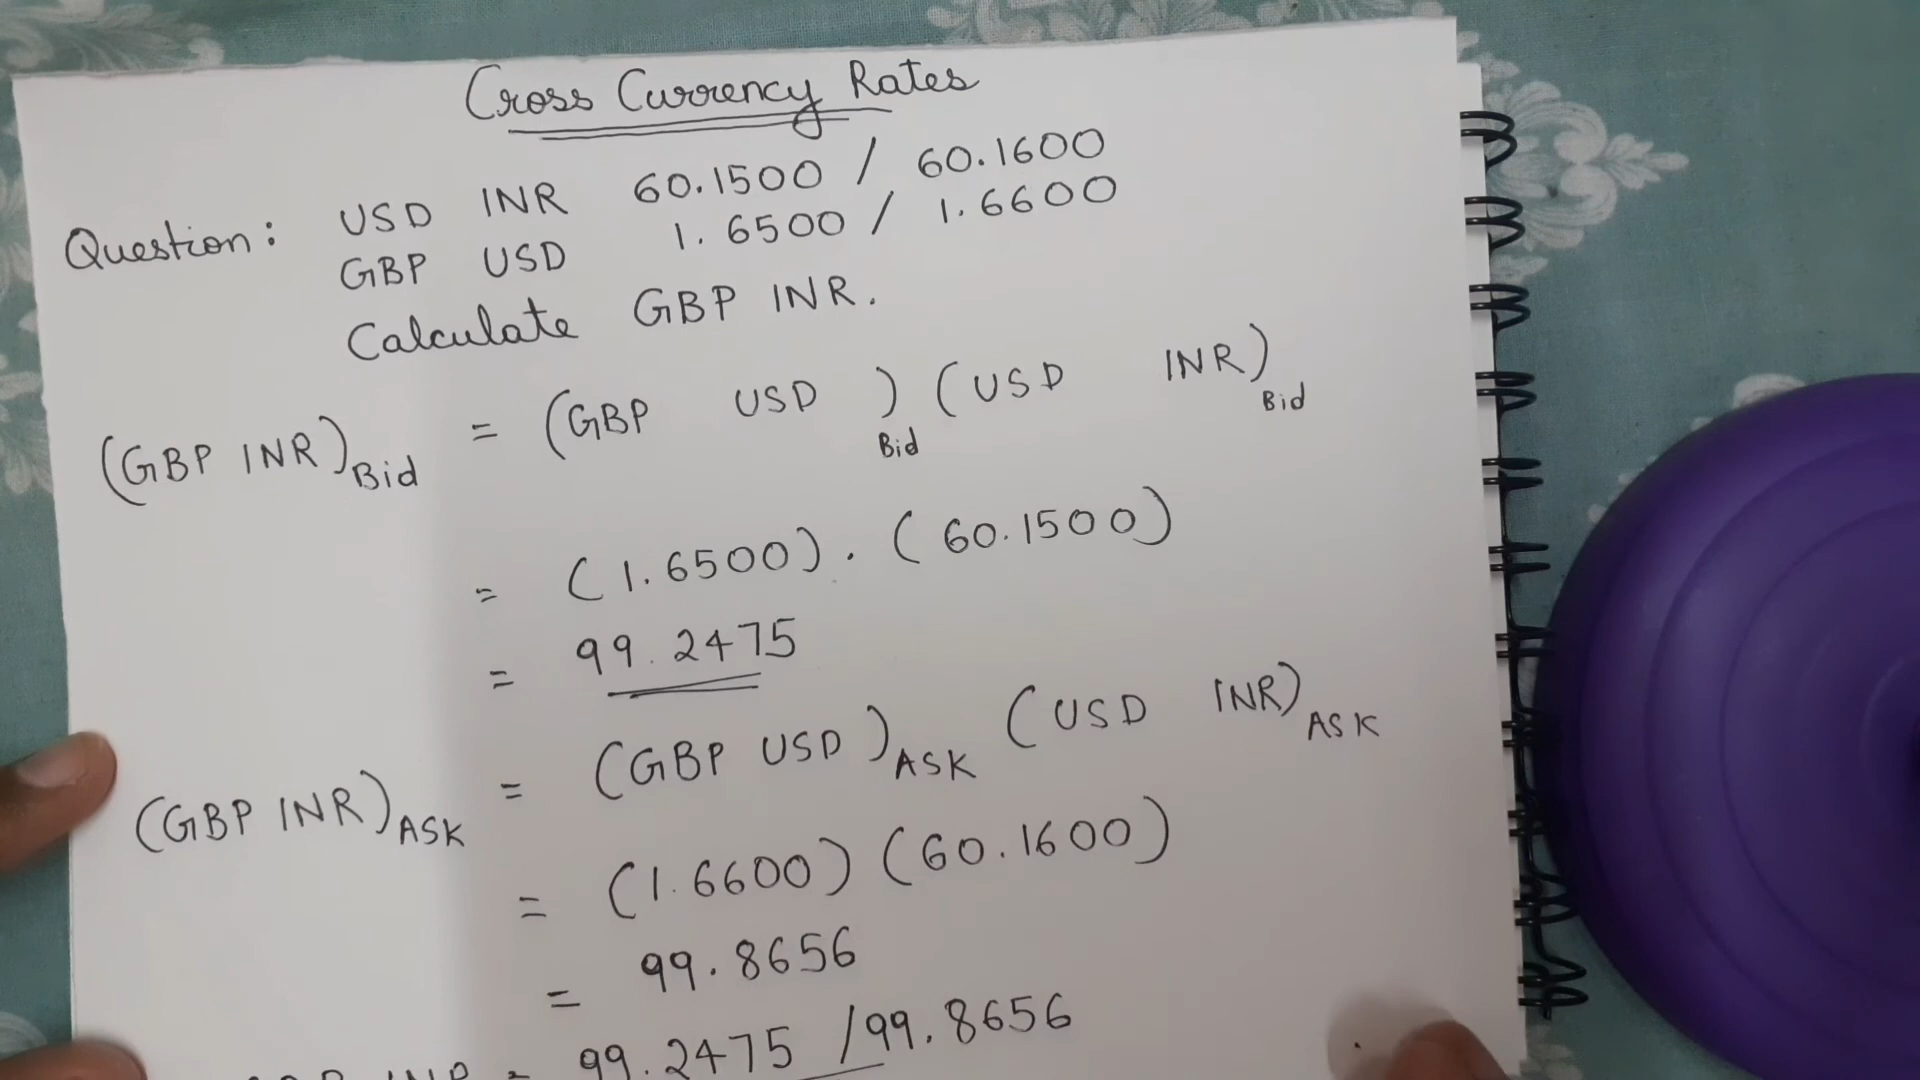 Cross Currency Rates
Question: USD INR 60.1500 / 60.1600
GBP USD 1.6500 / 1.6600
Calculate GBP INR.
(GBP INR)Bid = (GBP USD)Bid (USD INR)Bid
= (1.6500) . (60.1500)
= 99.2475
(GBP INR)ASK = (GBP USD)ASK (USD INR)ASK
= (1.6600) (60.1600)
= 99.8656
GBP INR = 99.2475 / 99.8656